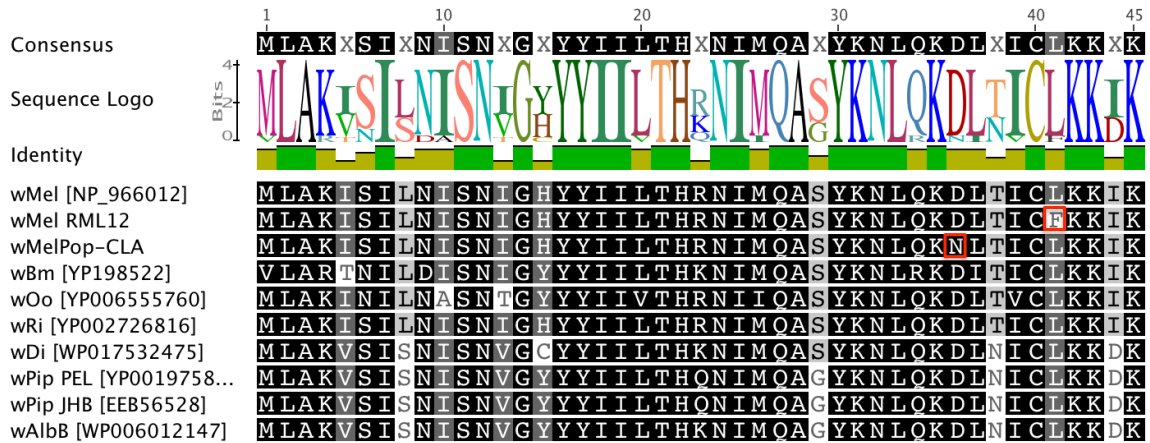 1 10 20 30 40 45
Consensus MLAKXSIXNISNXGXYYIILTHXNIMQAXYKNLQKDLXICLKKXK
Sequence Logo Bits 4 2 0
Identity
wMel [NP_966012] MLAKISILNISNIGHYYIILTHRNIMQASYKNLQKDLTICLKKIK
wMel RML12 MLAKISILNISNIGHYYIILTHRNIMQASYKNLQKDLTICFKKIK
wMelPop-CLA MLAKISILNISNIGHYYIILTHRNIMQASYKNLQKNLTICLKKIK
wBm [YP198522] VLARTNILDISNIGHYYIILTHKNIMQASYKNLRKDITICLKKIK
wOo [YP006555760] MLAKINILNASNTGYYYIIVTHRNIIQASYKNLQKDLTVCLKKIK
wRi [YP002726816] MLAKISILNISNIGHYYIILTHRNIMQASYKNLQKDLTICLKKIK
wDi [WP017532475] MLAKVSISNISNVGCYYIILTHKNIMQASYKNLQKDLNICLKKDK
wPip PEL [YP0019758... MLAKVSISNISNVGYYYIILTHQNIMQAGYKNLQKDLNICLKKDK
wPip JHB [EEB56528] MLAKVSISNISNVGYYYIILTHQNIMQAGYKNLQKDLNICLKKDK
wAlbB [WP006012147] MLAKVSISNISNVGYYYIILTHQNIMQAGYKNLQKDLNICLKKDK